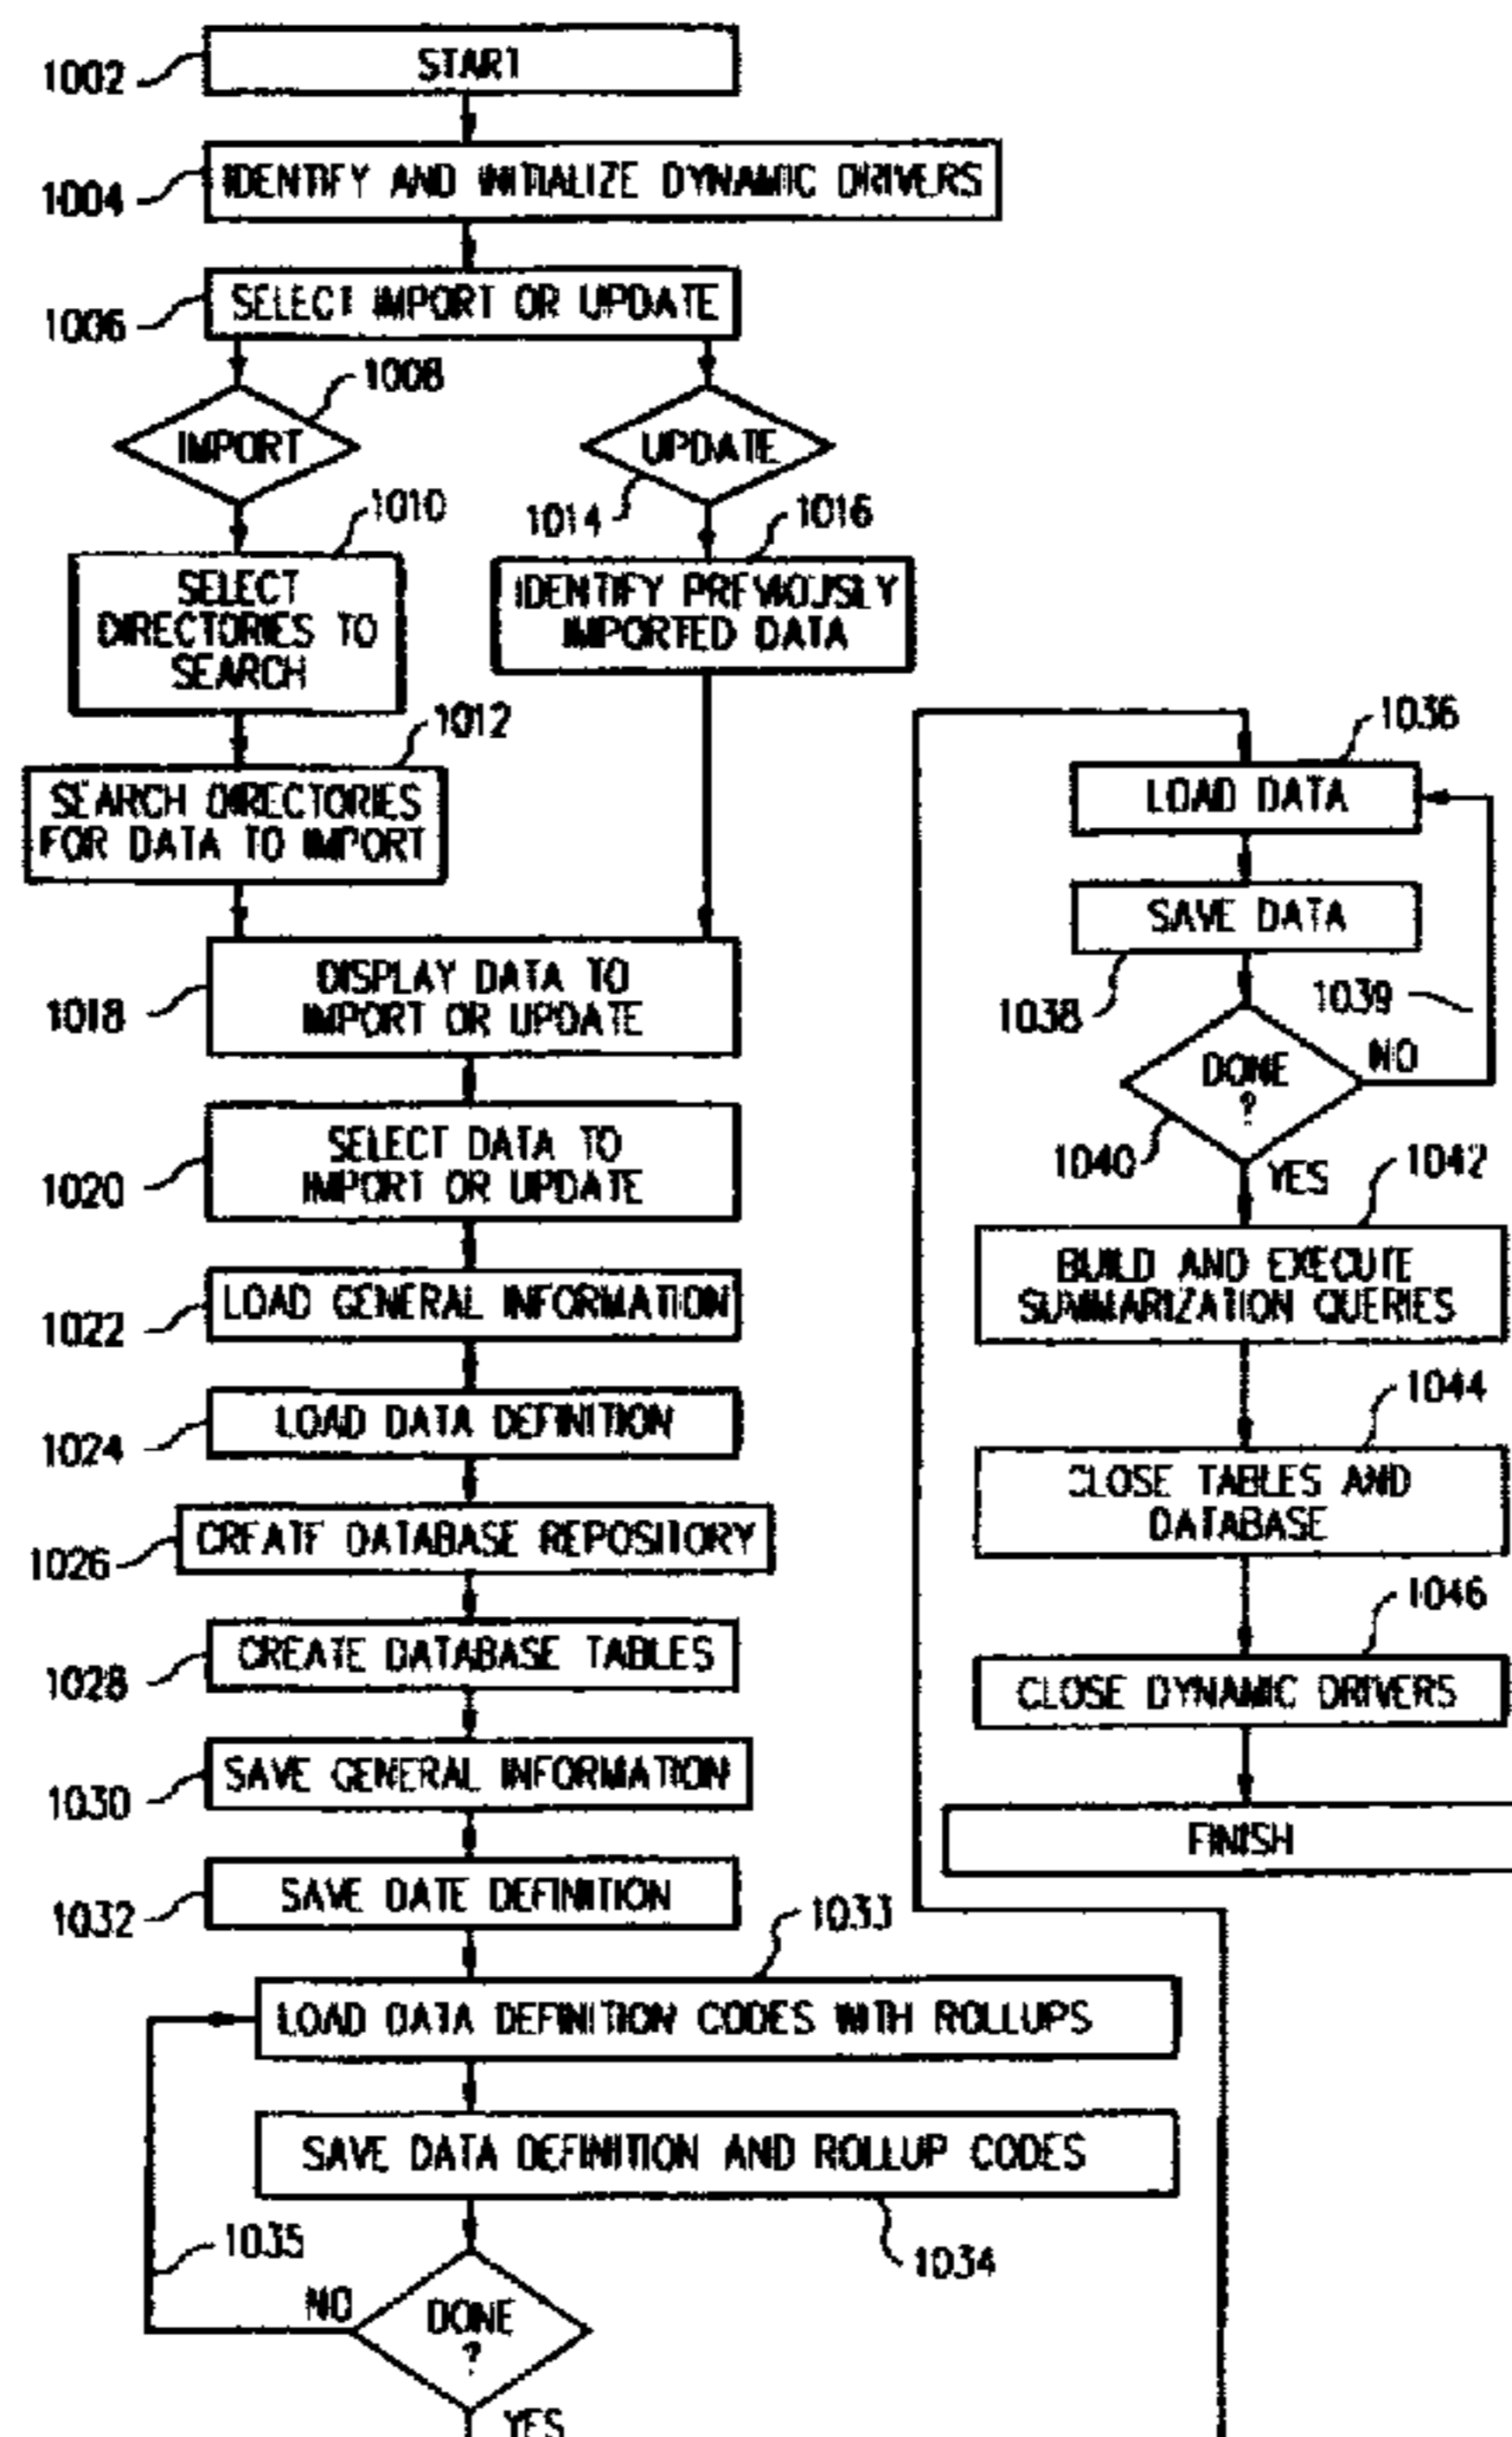 1002
START
1004
IDENTIFY AND INITIALIZE DYNAMIC DRIVERS
1006
SELECT IMPORT OR UPDATE
1008
IMPORT
UPDATE
1014
1010
SELECT
DIRECTORIES TO
SEARCH
1016
IDENTIFY PREVIOUSLY
IMPORTED DATA
1012
SEARCH DIRECTORIES
FOR DATA TO IMPORT
1018
DISPLAY DATA TO
IMPORT OR UPDATE
1020
SELECT DATA TO
IMPORT OR UPDATE
1022
LOAD GENERAL INFORMATION
1024
LOAD DATA DEFINITION
1026
CREATE DATABASE REPOSITORY
1028
CREATE DATABASE TABLES
1030
SAVE GENERAL INFORMATION
1032
SAVE DATE DEFINITION
1033
LOAD DATA DEFINITION CODES WITH ROLLUPS
SAVE DATA DEFINITION AND ROLLUP CODES
1034
1035
NO
DONE
?
YES
1036
LOAD DATA
SAVE DATA
1038
1039
DONE
?
NO
1040
YES
1042
BUILD AND EXECUTE
SUMMARIZATION QUERIES
1044
CLOSE TABLES AND
DATABASE
1046
CLOSE DYNAMIC DRIVERS
FINISH